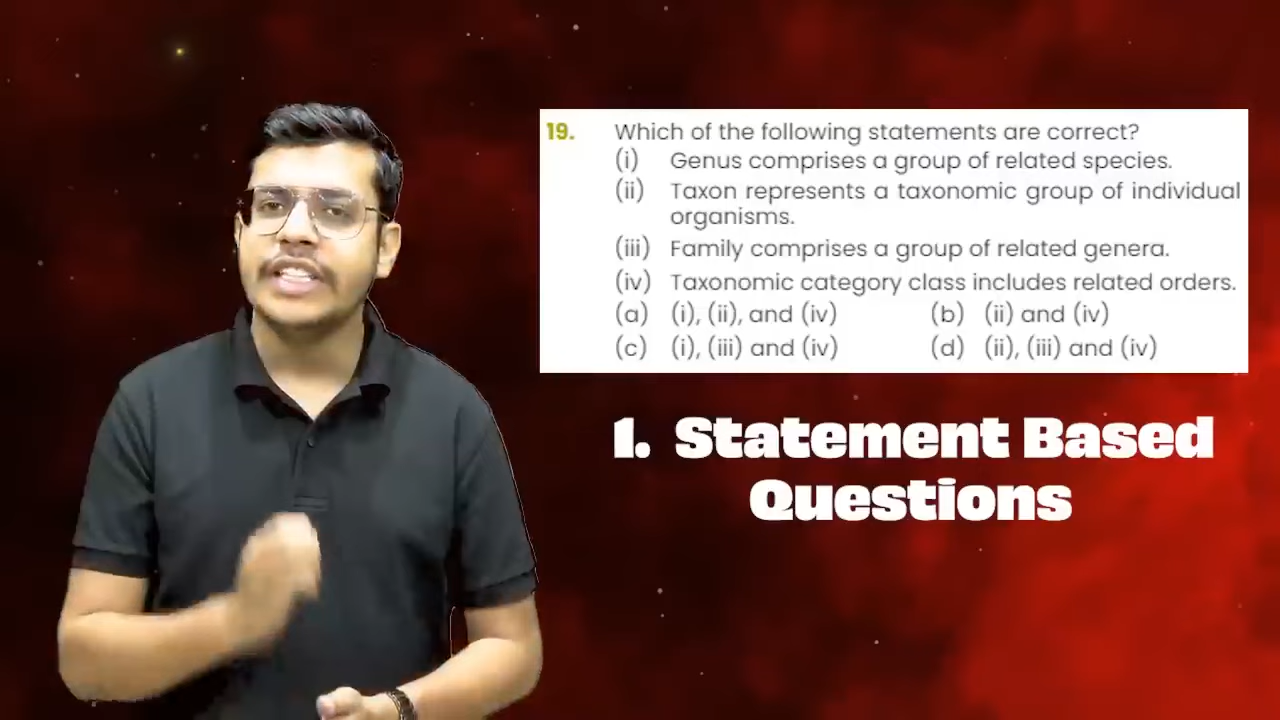 19. Which of the following statements are correct?
(i) Genus comprises a group of related species.
(ii) Taxon represents a taxonomic group of individual
organisms.
(iii) Family comprises a group of related genera.
(iv) Taxonomic category class includes related orders.
(a) (i), (ii), and (iv) (b) (ii) and (iv)
(c) (i), (iii) and (iv) (d) (ii), (iii) and (iv)
1. Statement Based
Questions